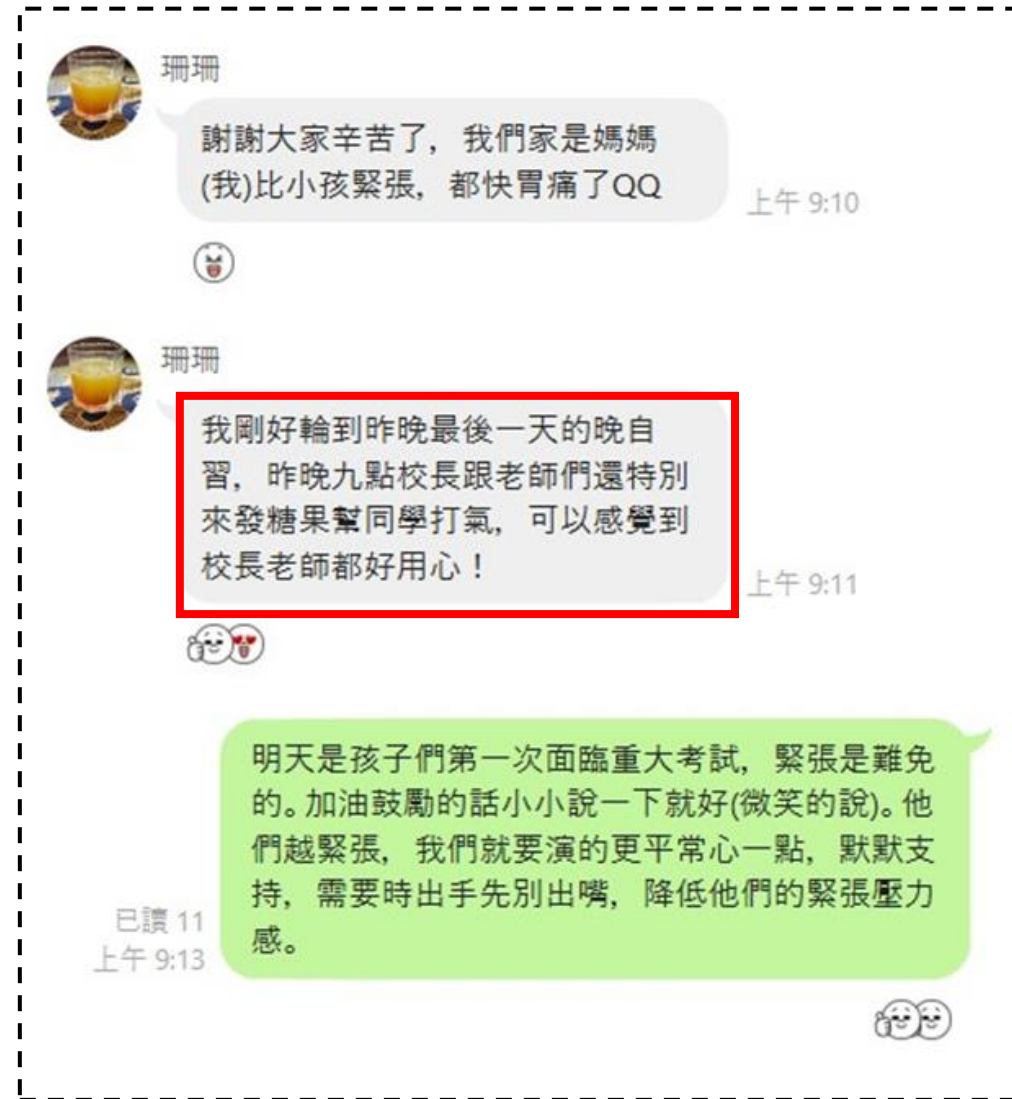 珊珊
謝謝大家辛苦了，我們家是媽媽
(我)比小孩緊張，都快胃痛了QQ
上午 9:10
珊珊
我剛好輪到昨晚最後一天的晚自
習，昨晚九點校長跟老師們還特別
來發糖果幫同學打氣，可以感覺到
校長老師都好用心！
上午 9:11
明天是孩子們第一次面臨重大考試，緊張是難免
的。加油鼓勵的話小小說一下就好(微笑的說)。他
們越緊張，我們就要演的更平常心一點，默默支
持，需要時出手先別出嘴，降低他們的緊張壓力
感。
已讀 11
上午 9:13